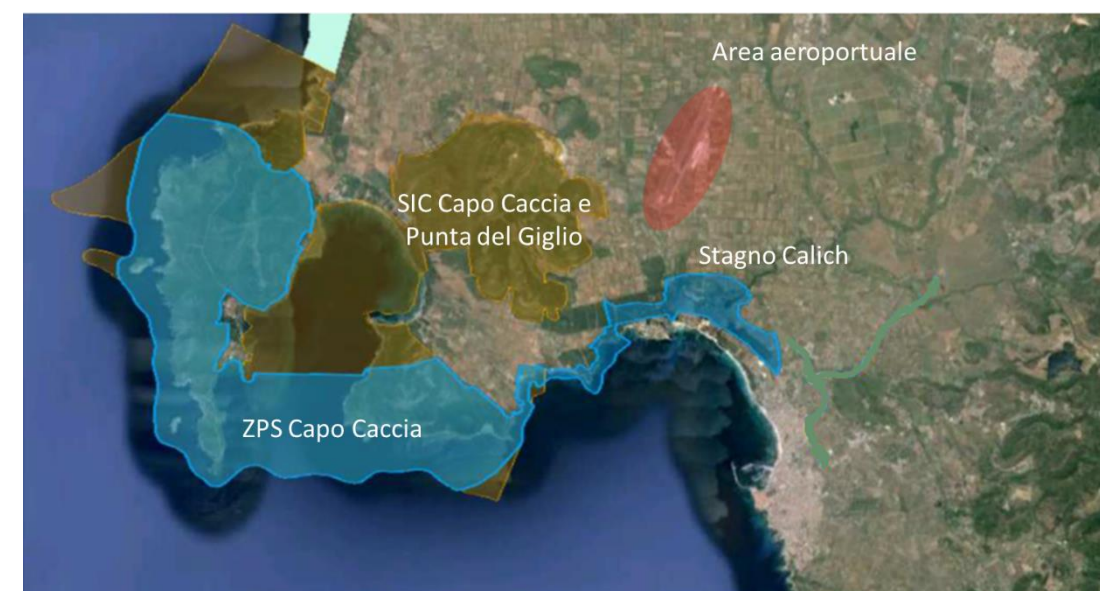 Area aeroportuale
SIC Capo Caccia e
Punta del Giglio
Stagno Calich
ZPS Capo Caccia